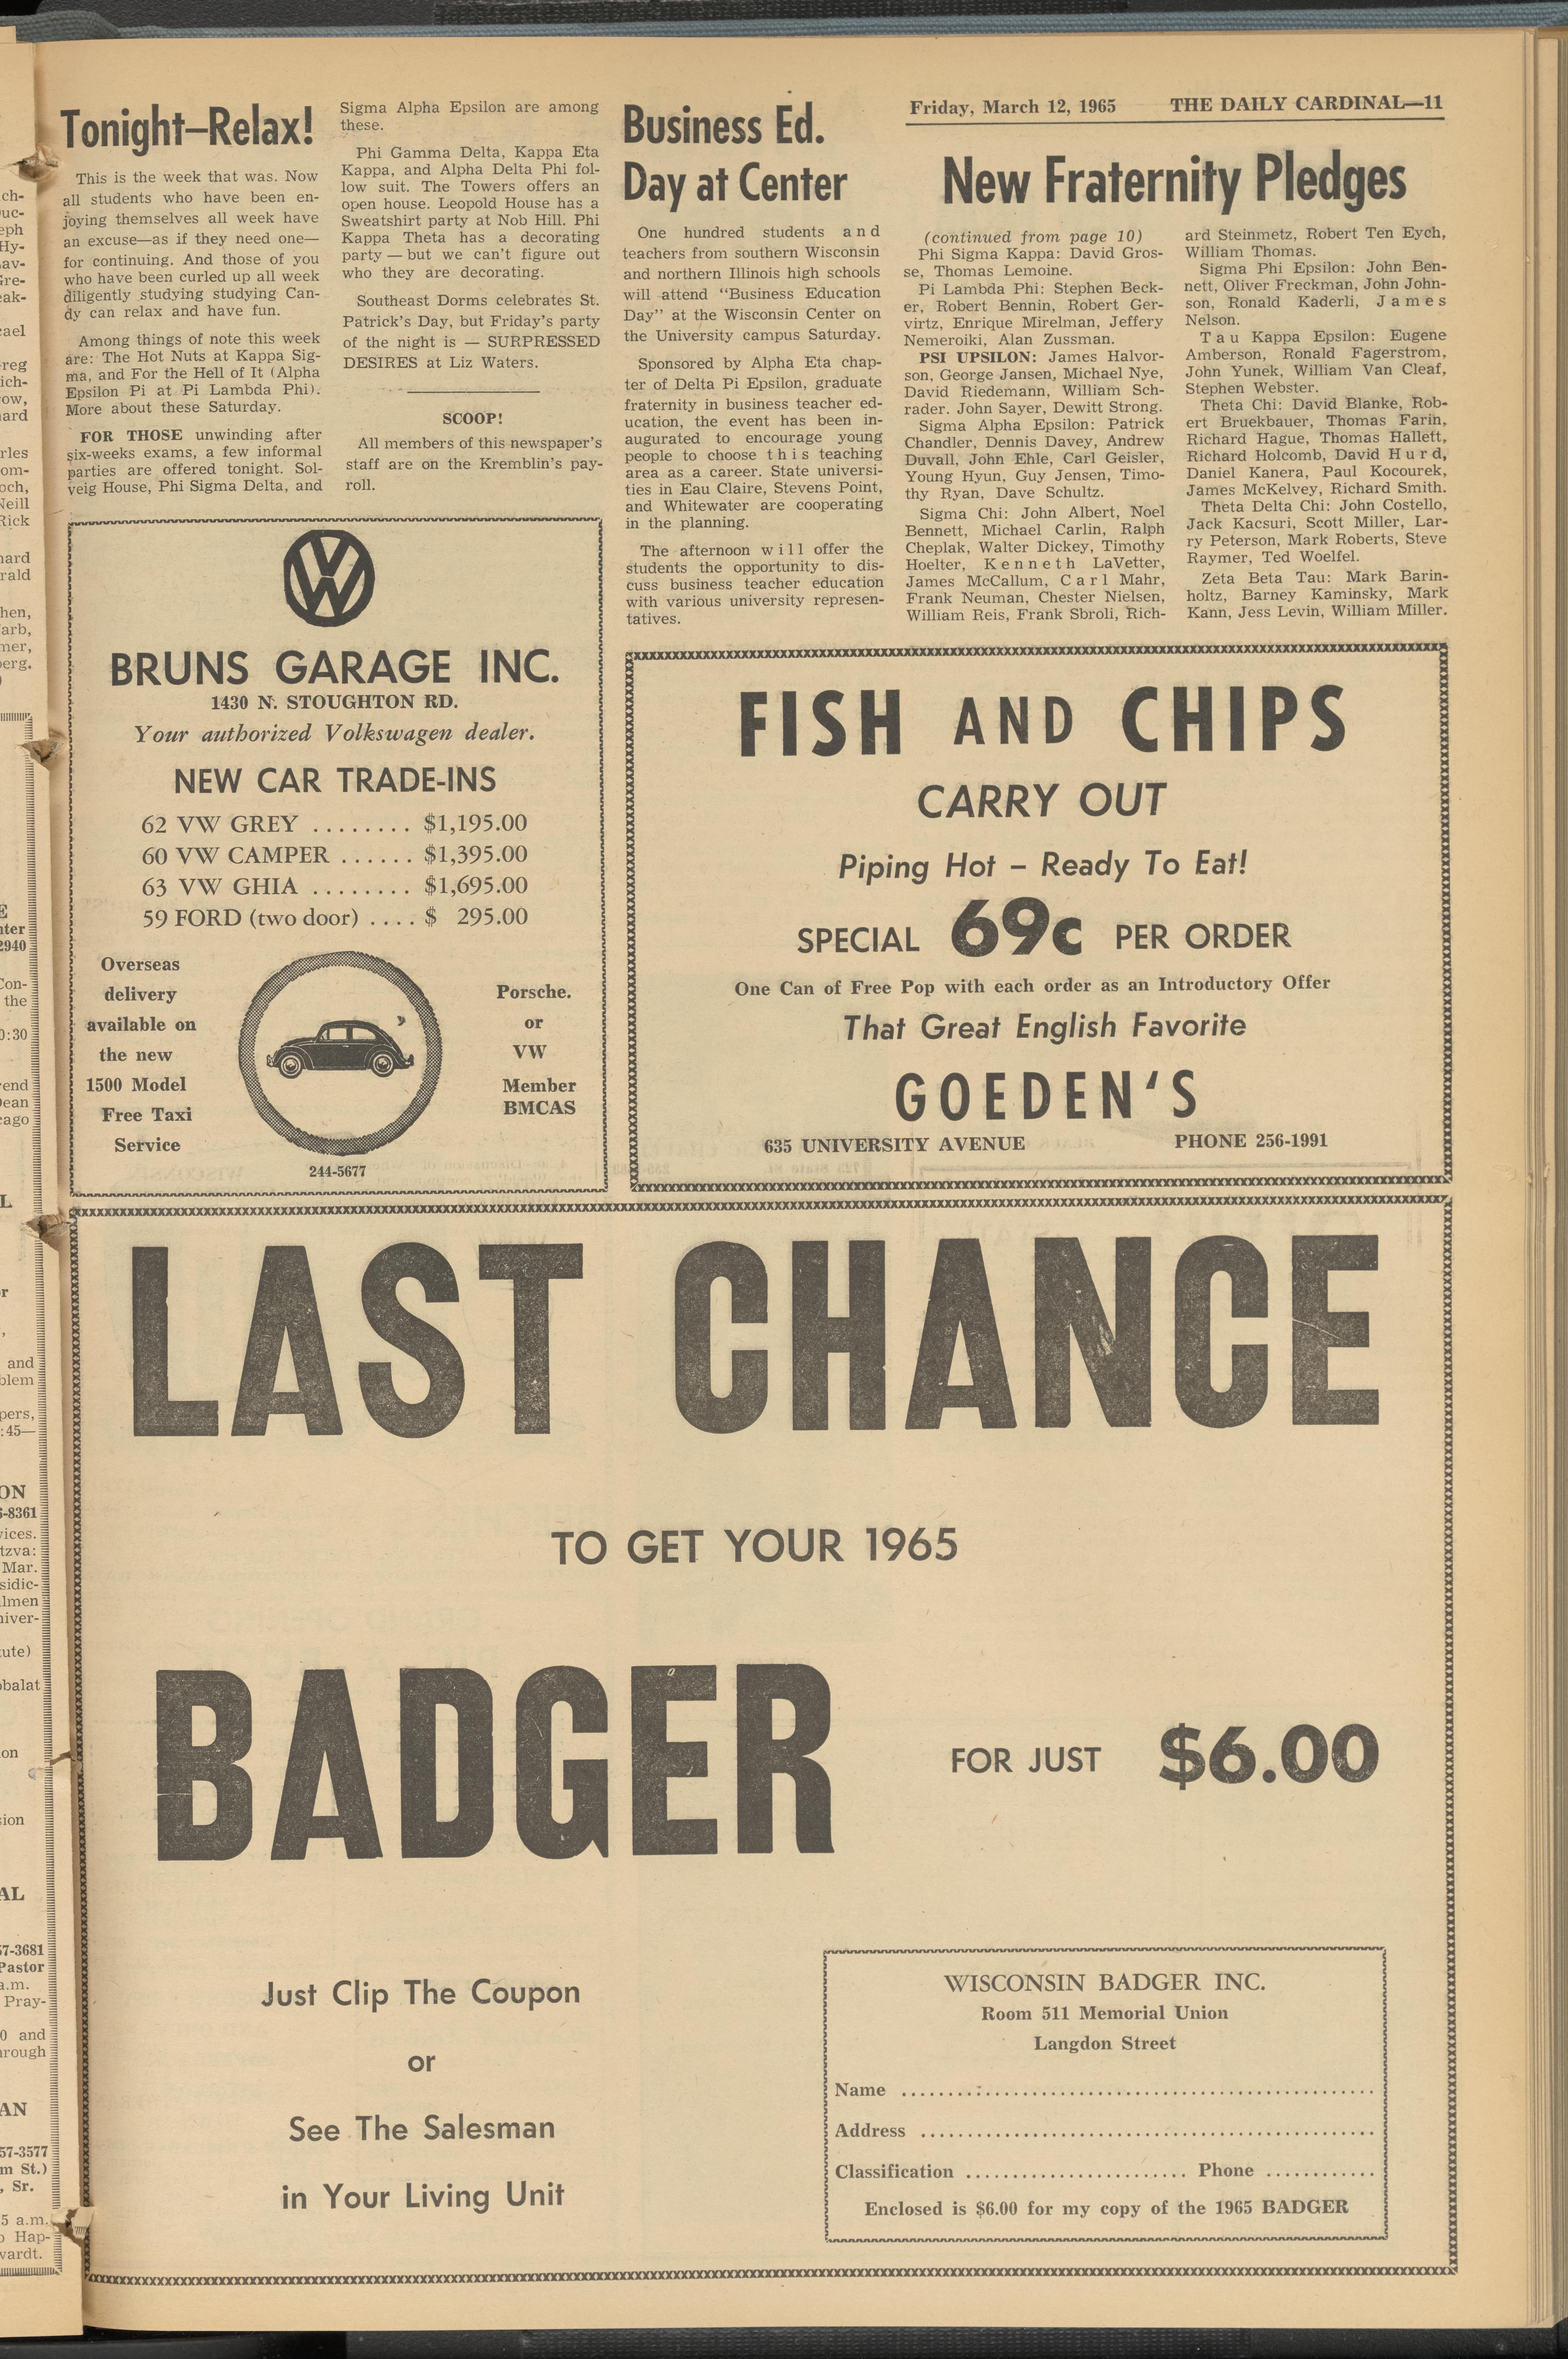 Friday, March 12, 1965 THE DAILY CARDINAL—11
Tonight—Relax!
This is the week that was. Now
all students who have been en-
joying themselves all week have
an excuse—as if they need one—
for continuing. And those of you
who have been curled up all week
diligently studying studying Can-
dy can relax and have fun.
Among things of note this week
are: The Hot Nuts at Kappa Sig-
ma, and For the Hell of It (Alpha
Epsilon Pi at Pi Lambda Phi).
More about these Saturday.
FOR THOSE unwinding after
six-weeks exams, a few informal
parties are offered tonight. Sol-
veig House, Phi Sigma Delta, and
Sigma Alpha Epsilon are among
these.
Phi Gamma Delta, Kappa Eta
Kappa, and Alpha Delta Phi fol-
low suit. The Towers offers an
open house. Leopold House has a
Sweatshirt party at Nob Hill. Phi
Kappa Theta has a decorating
party — but we can't figure out
who they are decorating.
Southeast Dorms celebrates St.
Patrick's Day, but Friday's party
of the night is — SURPRESSED
DESIRES at Liz Waters.
SCOOP!
All members of this newspaper's
staff are on the Kremblin's pay-
roll.
Business Ed.
Day at Center
One hundred students and
teachers from southern Wisconsin
and northern Illinois high schools
will attend "Business Education
Day" at the Wisconsin Center on
the University campus Saturday.
Sponsored by Alpha Eta chap-
ter of Delta Pi Epsilon, graduate
fraternity in business teacher ed-
ucation, the event has been in-
augurated to encourage young
people to choose this teaching
area as a career. State universi-
ties in Eau Claire, Stevens Point,
and Whitewater are cooperating
in the planning.
The afternoon will offer the
students the opportunity to dis-
cuss business teacher education
with various university represen-
tatives.
New Fraternity Pledges
(continued from page 10)
Phi Sigma Kappa: David Gros-
se, Thomas Lemoine.
Pi Lambda Phi: Stephen Beck-
er, Robert Bennin, Robert Ger-
virtz, Enrique Mirelman, Jeffery
Nemeroiki, Alan Zussman.
PSI UPSILON: James Halvor-
son, George Jansen, Michael Nye,
David Riedemann, William Sch-
rader. John Sayer, Dewitt Strong.
Sigma Alpha Epsilon: Patrick
Chandler, Dennis Davey, Andrew
Duvall, John Ehle, Carl Geisler,
Young Hyun, Guy Jensen, Timo-
thy Ryan, Dave Schultz.
Sigma Chi: John Albert, Noel
Bennett, Michael Carlin, Ralph
Cheplak, Walter Dickey, Timothy
Hoelter, Kenneth LaVetter,
James McCallum, Carl Mahr,
Frank Neuman, Chester Nielsen,
William Reis, Frank Sbroli, Rich-
ard Steinmetz, Robert Ten Eych,
William Thomas.
Sigma Phi Epsilon: John Ben-
nett, Oliver Freckman, John John-
son, Ronald Kaderli, James
Nelson.
Tau Kappa Epsilon: Eugene
Amberson, Ronald Fagerstrom,
John Yunek, William Van Cleaf,
Stephen Webster.
Theta Chi: David Blanke, Rob-
ert Bruekbauer, Thomas Farin,
Richard Hague, Thomas Hallett,
Richard Holcomb, David Hurd,
Daniel Kanera, Paul Kocourek,
James McKelvey, Richard Smith.
Theta Delta Chi: John Costello,
Jack Kacsuri, Scott Miller, Lar-
ry Peterson, Mark Roberts, Steve
Raymer, Ted Woelfel.
Zeta Beta Tau: Mark Barin-
holtz, Barney Kaminsky, Mark
Kann, Jess Levin, William Miller.
BRUNS GARAGE INC.
1430 N. STOUGHTON RD.
Your authorized Volkswagen dealer.
NEW CAR TRADE-INS
62 VW GREY ........ $1,195.00
60 VW CAMPER ...... $1,395.00
63 VW GHIA ........ $1,695.00
59 FORD (two door) .... $ 295.00
Overseas
delivery
available on
the new
1500 Model
Free Taxi
Service
Porsche.
or
VW
Member
BMCAS
244-5677
FISH AND CHIPS
CARRY OUT
Piping Hot – Ready To Eat!
SPECIAL 69c PER ORDER
One Can of Free Pop with each order as an Introductory Offer
That Great English Favorite
GOEDEN'S
635 UNIVERSITY AVENUE PHONE 256-1991
LAST CHANCE
TO GET YOUR 1965
BADGER FOR JUST $6.00
Just Clip The Coupon
or
See The Salesman
in Your Living Unit
WISCONSIN BADGER INC.
Room 511 Memorial Union
Langdon Street
Name ....................
Address ....................
Classification .................... Phone ............
Enclosed is $6.00 for my copy of the 1965 BADGER